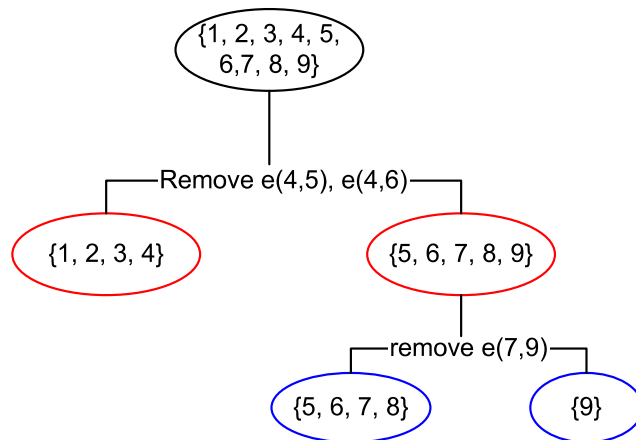 {1, 2, 3, 4, 5,
6,7, 8, 9}
Remove e(4,5), e(4,6)
{1, 2, 3, 4}
{5, 6, 7, 8, 9}
remove e(7,9)
{5, 6, 7, 8}
{9}